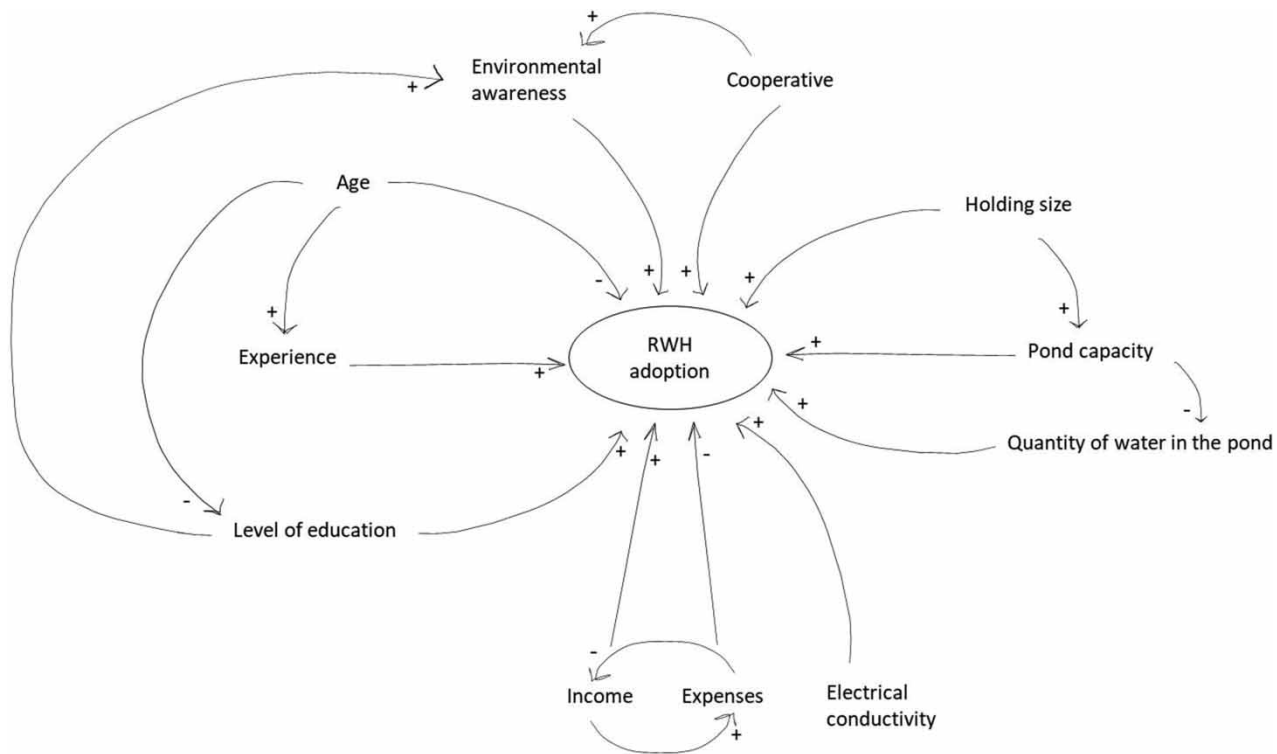 +
Environmental
awareness
Cooperative
+
Age
Holding size
-
+
+
+
+
+
Experience
+
RWH
adoption
+
Pond capacity
+
-
+
Quantity of water in the pond
+
+
-
-
Level of education
-
Income
Expenses
Electrical
conductivity
+